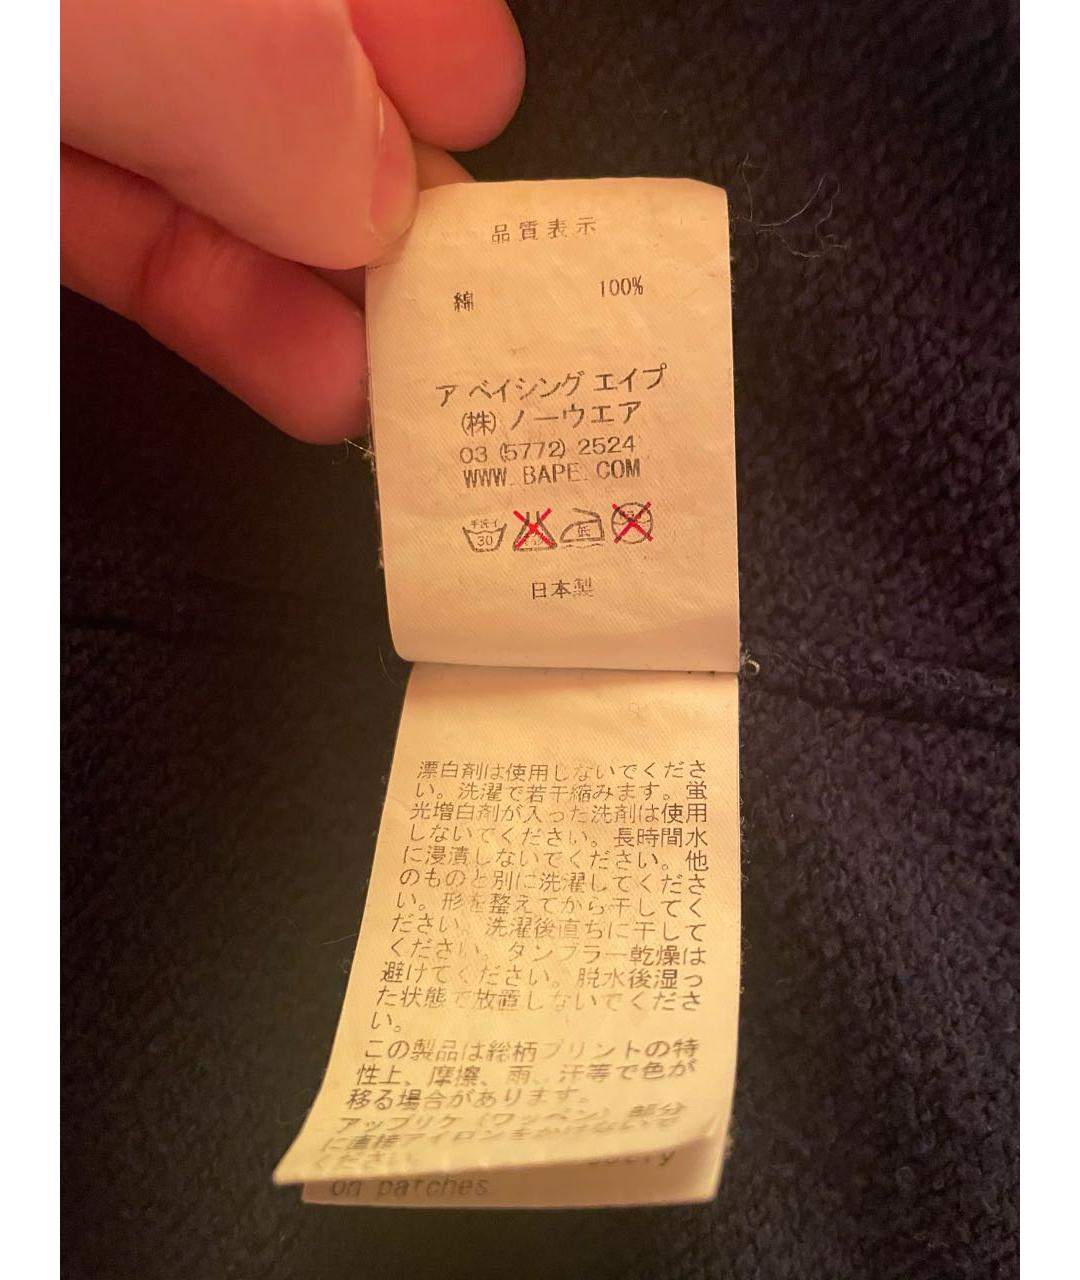 品質表示
綿 100%
ア ベイシング エイプ
(株) ノーウエア
03 (5772) 2524
WWW. BAPE. COM
手洗イ 30 低
日本製
漂白剤は使用しないでくださ
い。洗濯で若干縮みます。蛍
光増白剤が入った洗剤は使用
しないでください。長時間水
に浸漬しないでください。他
のものと別に洗濯してくださ
い。形を整えてから干してく
ださい。洗濯後直ちに干して
ください。タンブラー乾燥は
避けてください。脱水後湿っ
た状態で放置しないでくださ
い。
この製品は総柄プリントの特
性上、摩擦、雨、汗等で色が
移る場合があります。
アップリケ（ワッペン）部分
に直接アイロンをかけないで
ください。
on patches